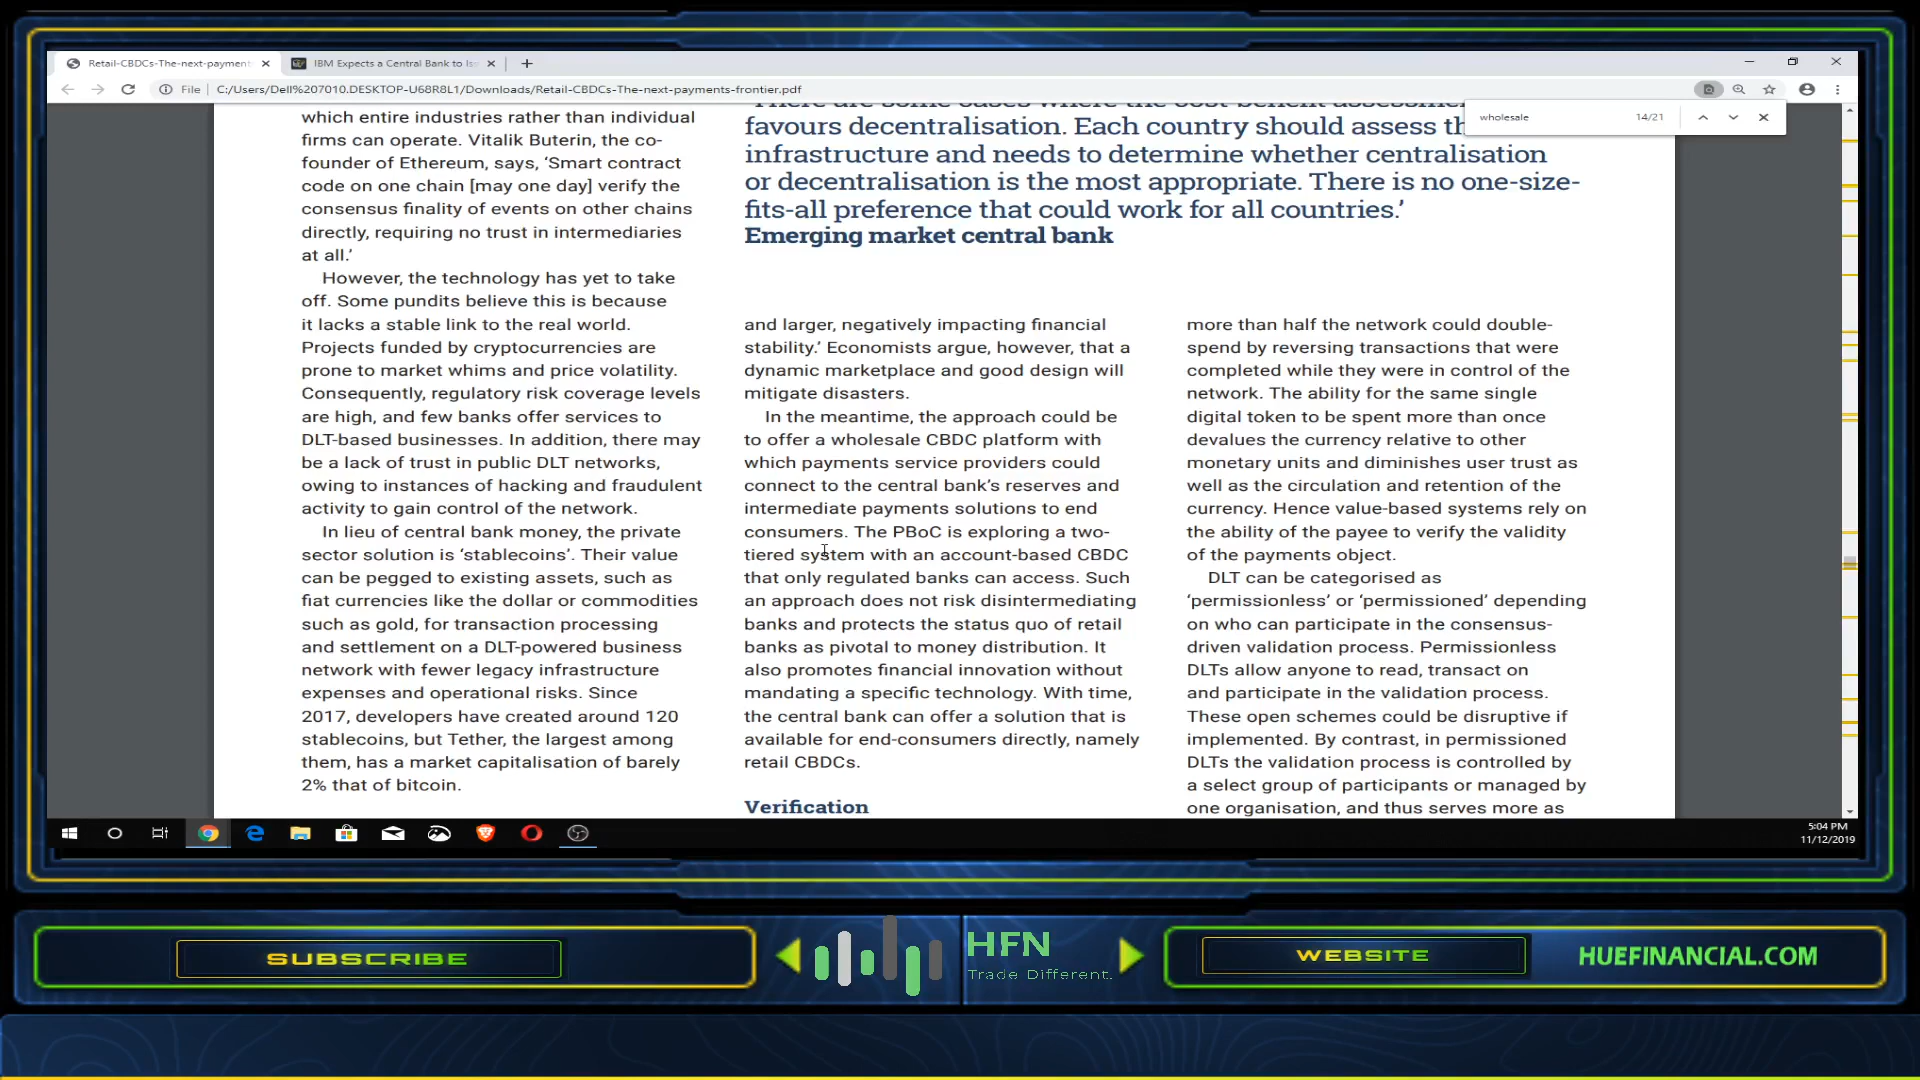 Retail-CBDCs-The-next-payment
IBM Expects a Central Bank to Is
File
C:/Users/Dell%207010.DESKTOP-U68R8L1/Downloads/Retail-CBDCs-The-next-payments-frontier.pdf
wholesale
14/21
which entire industries rather than individual
firms can operate. Vitalik Buterin, the co-
founder of Ethereum, says, ‘Smart contract
code on one chain [may one day] verify the
consensus finality of events on other chains
directly, requiring no trust in intermediaries
at all.’
However, the technology has yet to take
off. Some pundits believe this is because
it lacks a stable link to the real world.
Projects funded by cryptocurrencies are
prone to market whims and price volatility.
Consequently, regulatory risk coverage levels
are high, and few banks offer services to
DLT-based businesses. In addition, there may
be a lack of trust in public DLT networks,
owing to instances of hacking and fraudulent
activity to gain control of the network.
In lieu of central bank money, the private
sector solution is ‘stablecoins’. Their value
can be pegged to existing assets, such as
fiat currencies like the dollar or commodities
such as gold, for transaction processing
and settlement on a DLT-powered business
network with fewer legacy infrastructure
expenses and operational risks. Since
2017, developers have created around 120
stablecoins, but Tether, the largest among
them, has a market capitalisation of barely
2% that of bitcoin.
There are some cases where the cost-benefit assessme
favours decentralisation. Each country should assess th
infrastructure and needs to determine whether centralisation
or decentralisation is the most appropriate. There is no one-size-
fits-all preference that could work for all countries.’
Emerging market central bank
and larger, negatively impacting financial
stability.’ Economists argue, however, that a
dynamic marketplace and good design will
mitigate disasters.
In the meantime, the approach could be
to offer a wholesale CBDC platform with
which payments service providers could
connect to the central bank’s reserves and
intermediate payments solutions to end
consumers. The PBoC is exploring a two-
tiered system with an account-based CBDC
that only regulated banks can access. Such
an approach does not risk disintermediating
banks and protects the status quo of retail
banks as pivotal to money distribution. It
also promotes financial innovation without
mandating a specific technology. With time,
the central bank can offer a solution that is
available for end-consumers directly, namely
retail CBDCs.
Verification
more than half the network could double-
spend by reversing transactions that were
completed while they were in control of the
network. The ability for the same single
digital token to be spent more than once
devalues the currency relative to other
monetary units and diminishes user trust as
well as the circulation and retention of the
currency. Hence value-based systems rely on
the ability of the payee to verify the validity
of the payments object.
DLT can be categorised as
‘permissionless’ or ‘permissioned’ depending
on who can participate in the consensus-
driven validation process. Permissionless
DLTs allow anyone to read, transact on
and participate in the validation process.
These open schemes could be disruptive if
implemented. By contrast, in permissioned
DLTs the validation process is controlled by
a select group of participants or managed by
one organisation, and thus serves more as
5:04 PM
11/12/2019
SUBSCRIBE
HFN
Trade Different.
WEBSITE
HUEFINANCIAL.COM